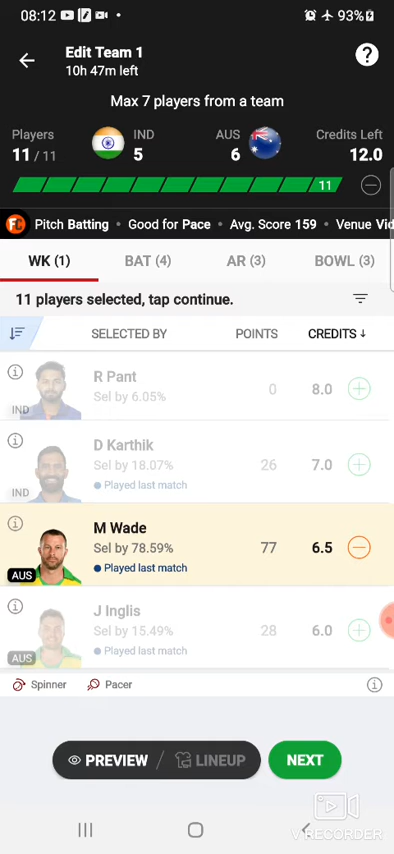 08:12 93%
Edit Team 1
10h 47m left
?
Max 7 players from a team
Players IND AUS Credits Left
11 / 11 5 6 12.0
11
FC Pitch Batting • Good for Pace • Avg. Score 159 • Venue Vid
WK (1) BAT (4) AR (3) BOWL (3)
11 players selected, tap continue.
SELECTED BY POINTS CREDITS ↓
R Pant
Sel by 6.05% 0 8.0
IND
D Karthik
Sel by 18.07% 26 7.0
Played last match
IND
M Wade
Sel by 78.59% 77 6.5
Played last match
AUS
J Inglis
Sel by 15.49% 28 6.0
Played last match
AUS
Spinner Pacer
PREVIEW / LINEUP NEXT
V RECORDER